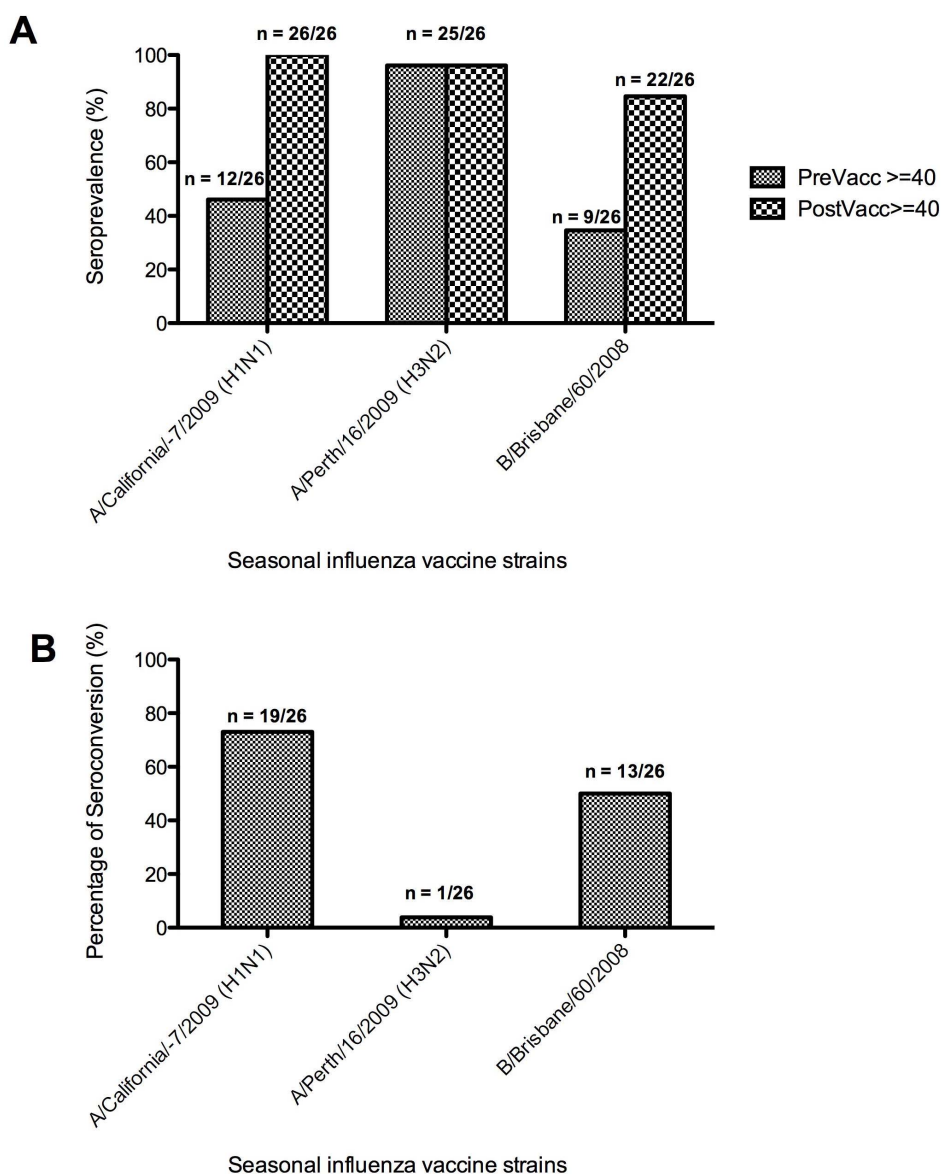 A
n = 26/26
n = 25/26
n = 22/26
n = 12/26
n = 9/26
Seroprevalence (%)
100
80
60
40
20
0
PreVacc >=40
PostVacc>=40
A/California/-7/2009 (H1N1)
A/Perth/16/2009 (H3N2)
B/Brisbane/60/2008
Seasonal influenza vaccine strains
B
Percentage of Seroconversion (%)
100
80
60
40
20
0
n = 19/26
n = 1/26
n = 13/26
A/California/-7/2009 (H1N1)
A/Perth/16/2009 (H3N2)
B/Brisbane/60/2008
Seasonal influenza vaccine strains